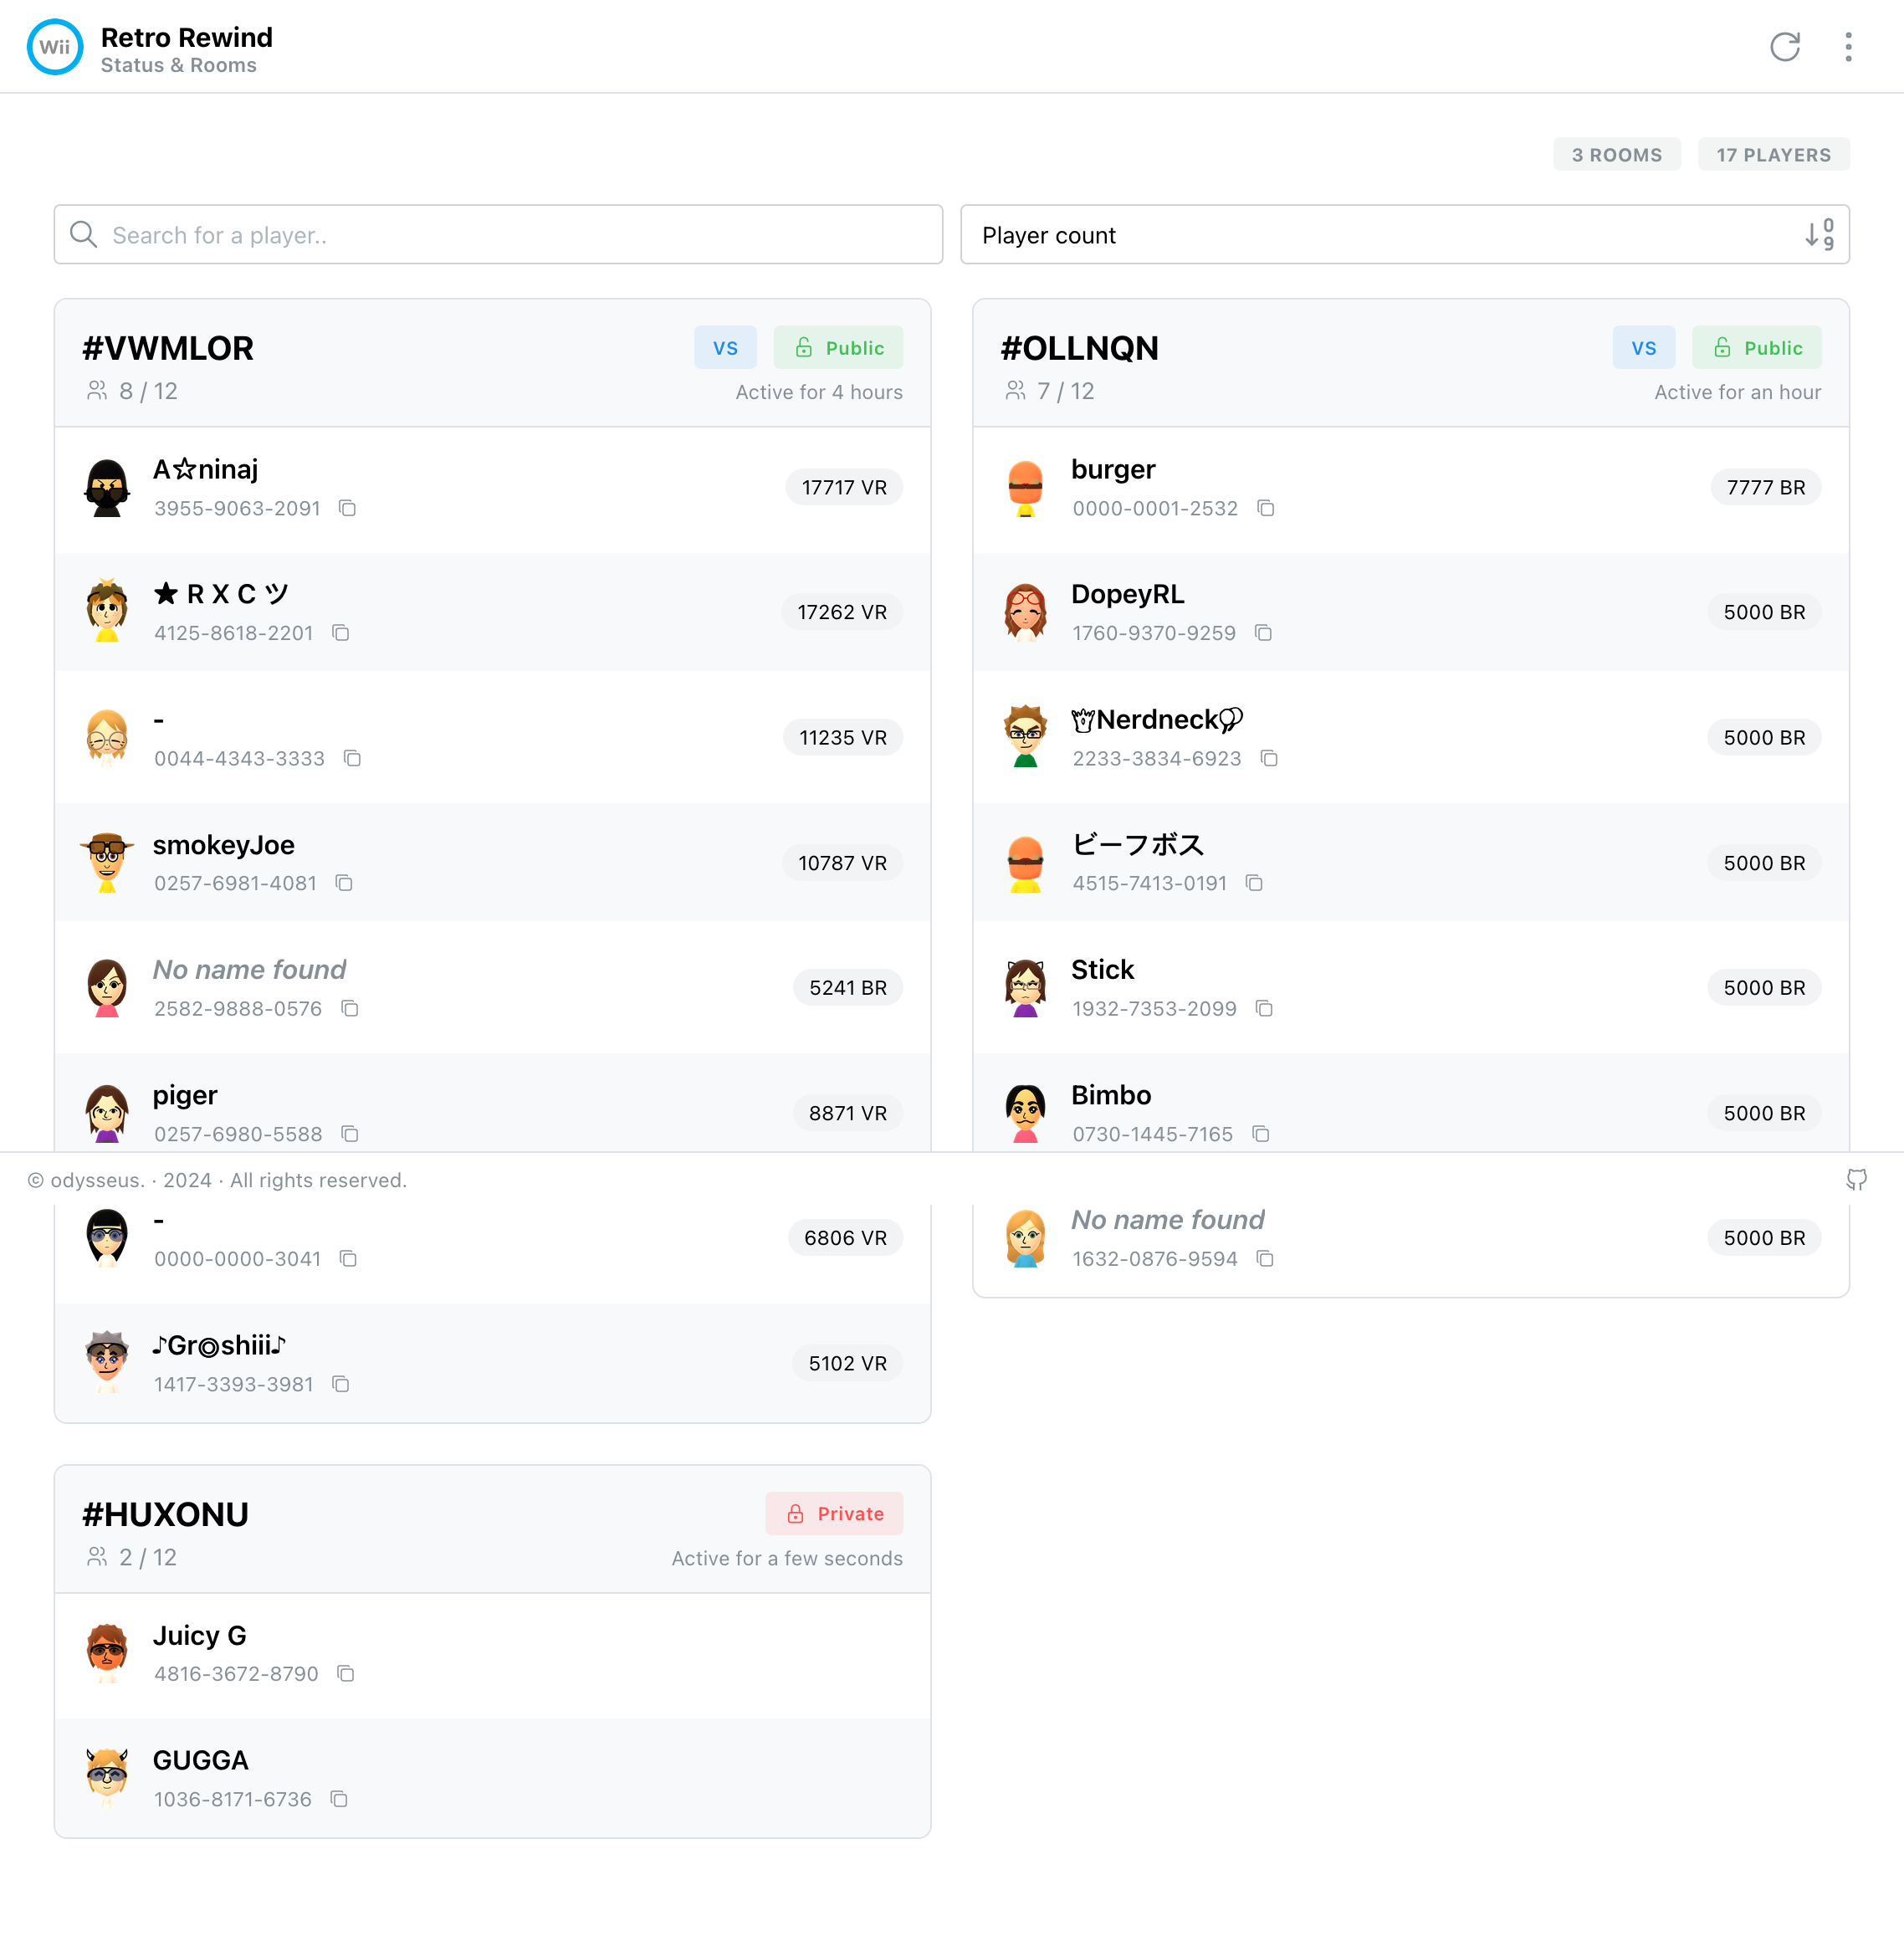 Wii
Retro Rewind
Status & Rooms
3 ROOMS
17 PLAYERS
Search for a player..
Player count
#VWMLOR
VS
Public
8 / 12
Active for 4 hours
A☆ninaj
3955-9063-2091
17717 VR
★ R X C ツ
4125-8618-2201
17262 VR
-
0044-4343-3333
11235 VR
smokeyJoe
0257-6981-4081
10787 VR
No name found
2582-9888-0576
5241 BR
piger
0257-6980-5588
8871 VR
-
0000-0000-3041
6806 VR
♪Gr◎shiii♪
1417-3393-3981
5102 VR
#OLLNQN
VS
Public
7 / 12
Active for an hour
burger
0000-0001-2532
7777 BR
DopeyRL
1760-9370-9259
5000 BR
Nerdneck
2233-3834-6923
5000 BR
ビーフボス
4515-7413-0191
5000 BR
Stick
1932-7353-2099
5000 BR
Bimbo
0730-1445-7165
5000 BR
No name found
1632-0876-9594
5000 BR
#HUXONU
Private
2 / 12
Active for a few seconds
Juicy G
4816-3672-8790
GUGGA
1036-8171-6736
© odysseus. · 2024 · All rights reserved.